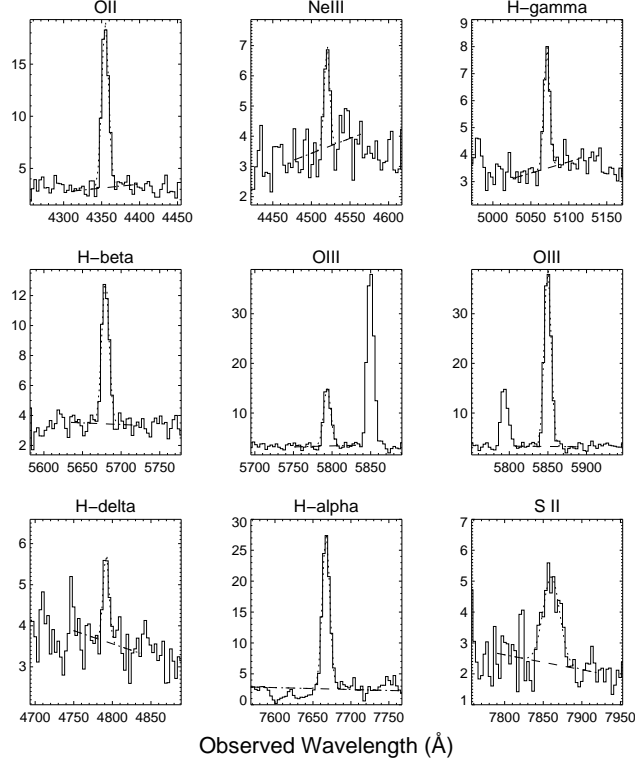 OII
NeIII
H−gamma
15
10
5
4300 4350 4400 4450
7
6
5
4
3
2
4450 4500 4550 4600
9
8
7
6
5
4
3
5000 5050 5100 5150
H−beta
OIII
OIII
12
10
8
6
4
2
5600 5650 5700 5750
30
20
10
5700 5750 5800 5850
30
20
10
5800 5850 5900
H−delta
H−alpha
S II
6
5
4
3
4700 4750 4800 4850
30
25
20
15
10
5
0
7600 7650 7700 7750
7
6
5
4
3
2
1
7800 7850 7900 7950
Observed Wavelength (Å)